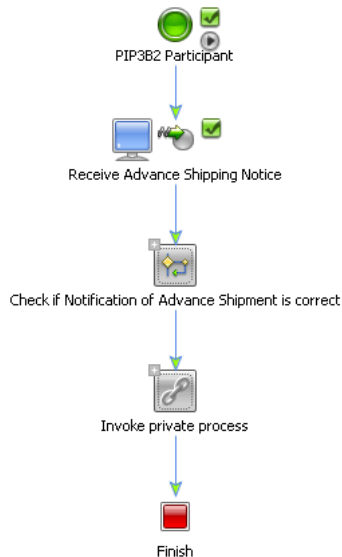 PIP3B2 Participant
Receive Advance Shipping Notice
Check if Notification of Advance Shipment is correct
Invoke private process
Finish